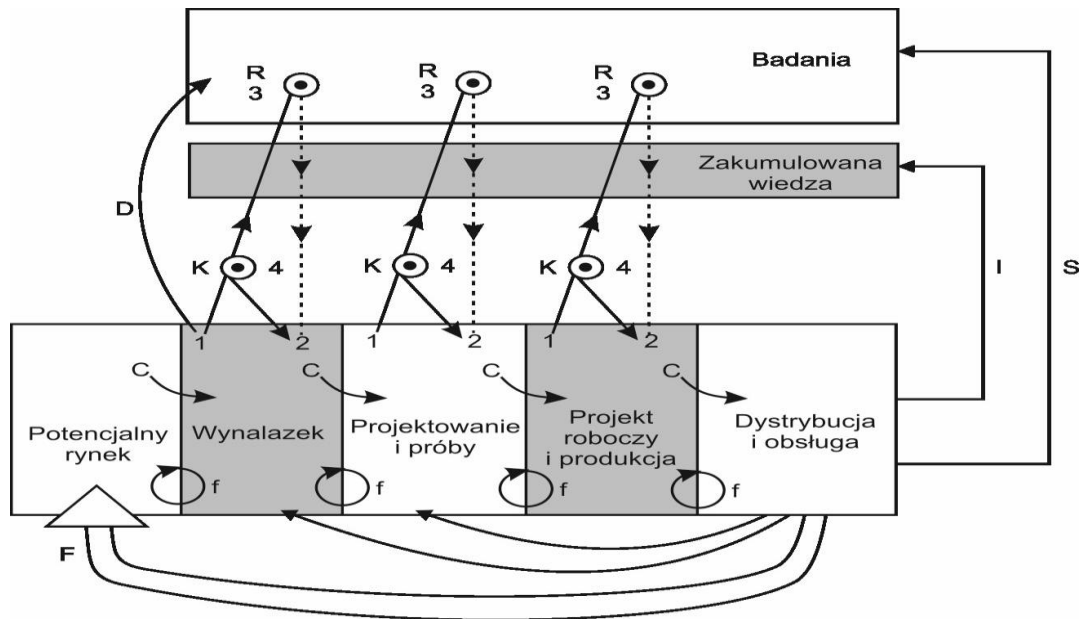 Badania
R
3
R
3
R
3
Zakumulowana
wiedza
D
K 4
K 4
K 4
I
S
1
2
1
2
1
2
C
C
C
C
Potencjalny
rynek
Wynalazek
Projektowanie
i próby
Projekt
roboczy
i produkcja
Dystrybucja
i obsługa
f
f
f
f
F